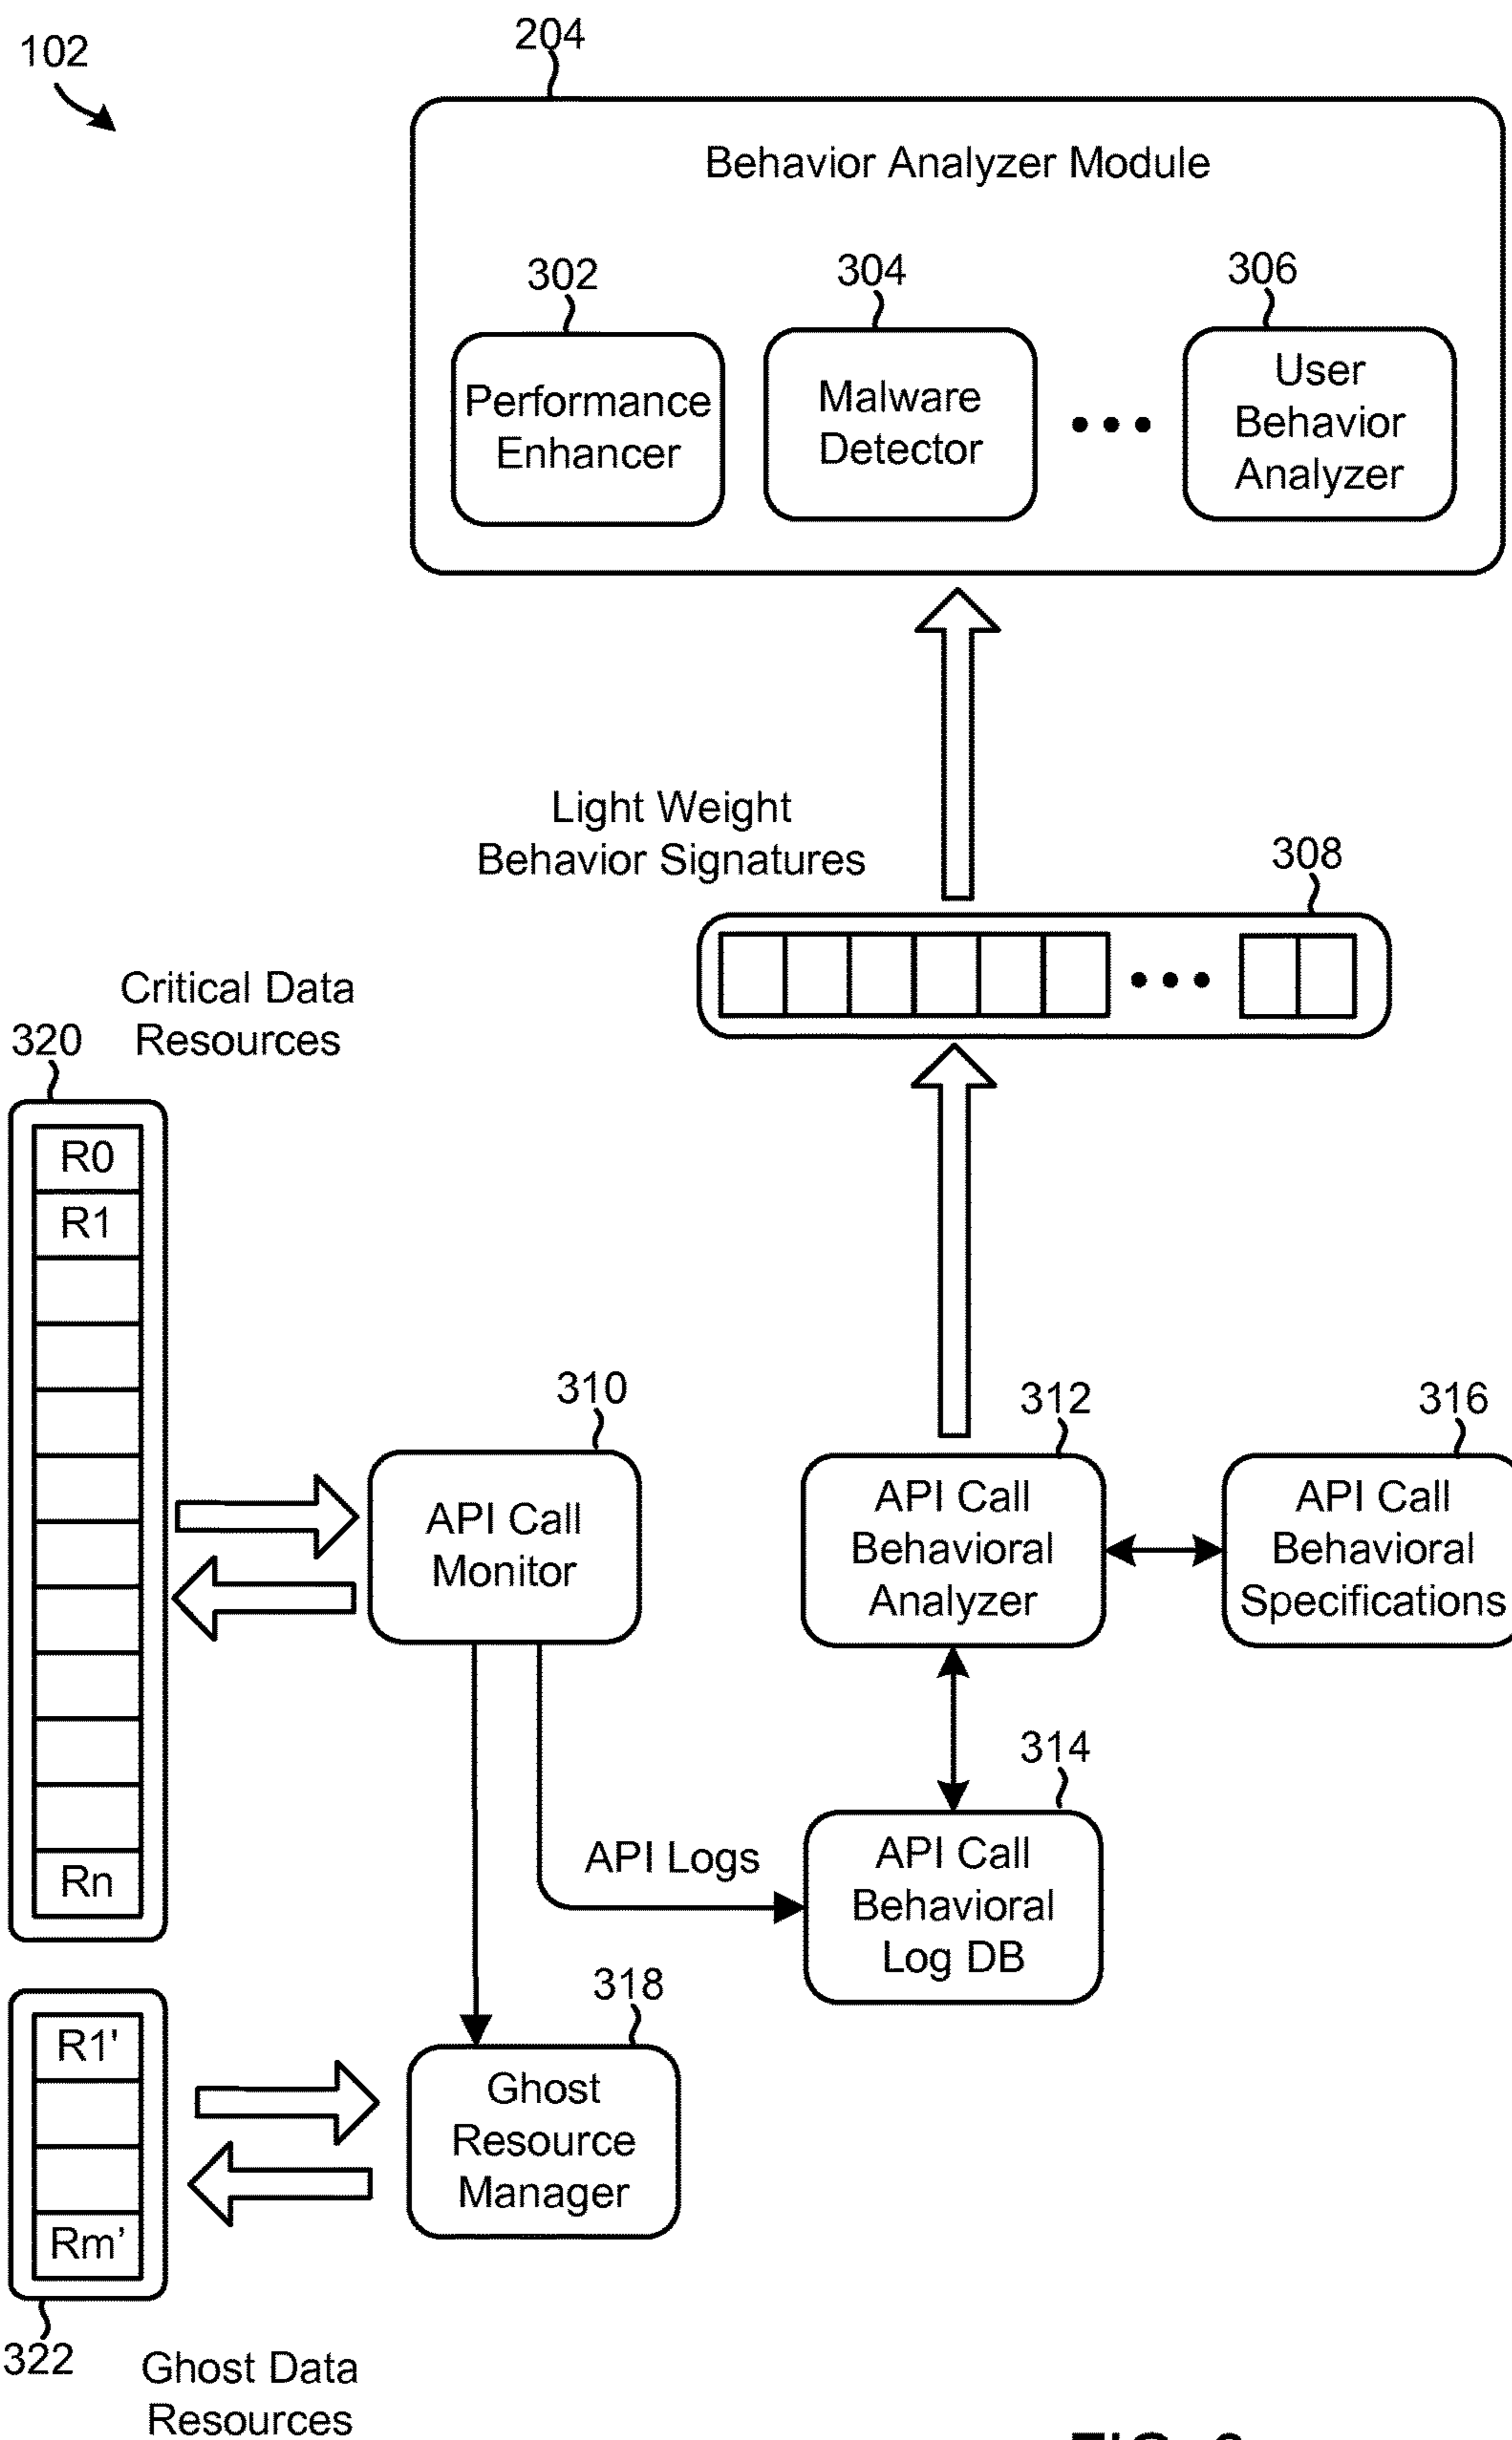 102
204
Behavior Analyzer Module
302
304
306
Performance
Enhancer
Malware
Detector
User
Behavior
Analyzer
Light Weight
Behavior Signatures
308
Critical Data
Resources
320
R0
R1
Rn
310
API Call
Monitor
312
API Call
Behavioral
Analyzer
316
API Call
Behavioral
Specifications
314
API Logs
API Call
Behavioral
Log DB
318
Ghost
Resource
Manager
R1'
Rm’
322
Ghost Data
Resources